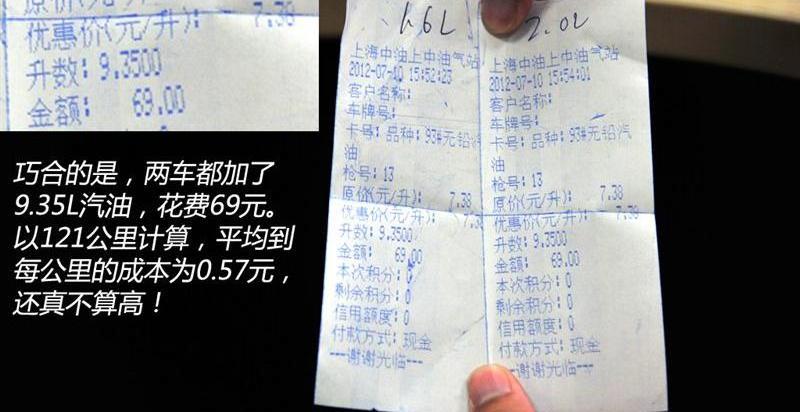 原价(元/升): 7.38
优惠价(元/升):
升数: 9.3500
金额: 69.00
巧合的是，两车都加了
9.35L汽油，花费69元。
以121公里计算，平均到
每公里的成本为0.57元，
还真不算高！
1.6L
上海中油上中油气站
2012-07-10 15:52:23
客户名称:
车牌号:
卡号: 品种: 93#无铅汽
油
枪号: 13
原价(元/升): 7.38
优惠价(元/升): 7.38
升数: 9.3500
金额: 69.00
本次积分: 0
剩余积分: 0
信用额度: 0
付款方式: 现金
---谢谢光临---
2.0L
上海中油上中油气站
2012-07-10 15:54:01
客户名称:
车牌号:
卡号: 品种: 93#无铅汽
油
枪号: 13
原价(元/升): 7.38
优惠价(元/升): 7.38
升数: 9.3500
金额: 69.00
本次积分: 0
剩余积分: 0
信用额度: 0
付款方式: 现金
---谢谢光临---